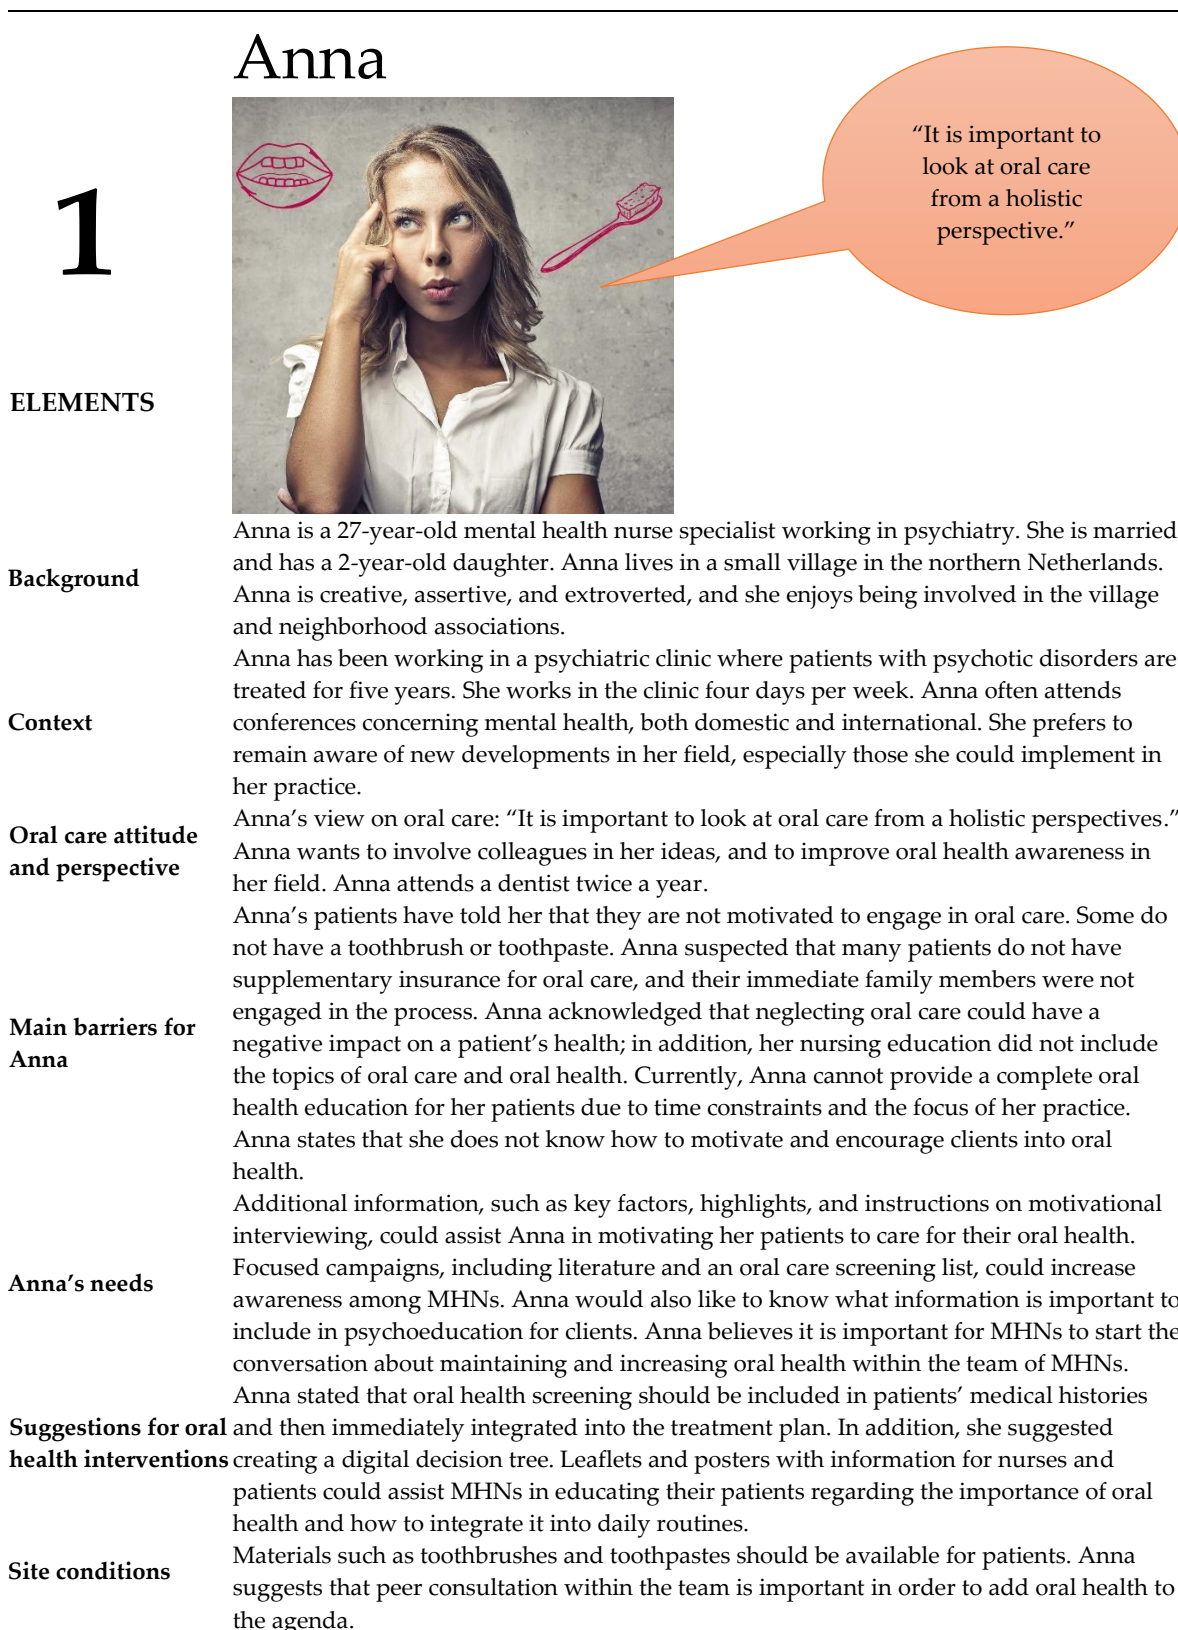 Anna
“It is important to
look at oral care
from a holistic
perspective.”
1
ELEMENTS
Background
Anna is a 27-year-old mental health nurse specialist working in psychiatry. She is married
and has a 2-year-old daughter. Anna lives in a small village in the northern Netherlands.
Anna is creative, assertive, and extroverted, and she enjoys being involved in the village
and neighborhood associations.
Context
Anna has been working in a psychiatric clinic where patients with psychotic disorders are
treated for five years. She works in the clinic four days per week. Anna often attends
conferences concerning mental health, both domestic and international. She prefers to
remain aware of new developments in her field, especially those she could implement in
her practice.
Oral care attitude
and perspective
Anna’s view on oral care: “It is important to look at oral care from a holistic perspectives.”
Anna wants to involve colleagues in her ideas, and to improve oral health awareness in
her field. Anna attends a dentist twice a year.
Main barriers for
Anna
Anna’s patients have told her that they are not motivated to engage in oral care. Some do
not have a toothbrush or toothpaste. Anna suspected that many patients do not have
supplementary insurance for oral care, and their immediate family members were not
engaged in the process. Anna acknowledged that neglecting oral care could have a
negative impact on a patient’s health; in addition, her nursing education did not include
the topics of oral care and oral health. Currently, Anna cannot provide a complete oral
health education for her patients due to time constraints and the focus of her practice.
Anna states that she does not know how to motivate and encourage clients into oral
health.
Anna’s needs
Additional information, such as key factors, highlights, and instructions on motivational
interviewing, could assist Anna in motivating her patients to care for their oral health.
Focused campaigns, including literature and an oral care screening list, could increase
awareness among MHNs. Anna would also like to know what information is important to
include in psychoeducation for clients. Anna believes it is important for MHNs to start the
conversation about maintaining and increasing oral health within the team of MHNs.
Suggestions for oral
health interventions
Anna stated that oral health screening should be included in patients’ medical histories
and then immediately integrated into the treatment plan. In addition, she suggested
creating a digital decision tree. Leaflets and posters with information for nurses and
patients could assist MHNs in educating their patients regarding the importance of oral
health and how to integrate it into daily routines.
Site conditions
Materials such as toothbrushes and toothpastes should be available for patients. Anna
suggests that peer consultation within the team is important in order to add oral health to
the agenda.